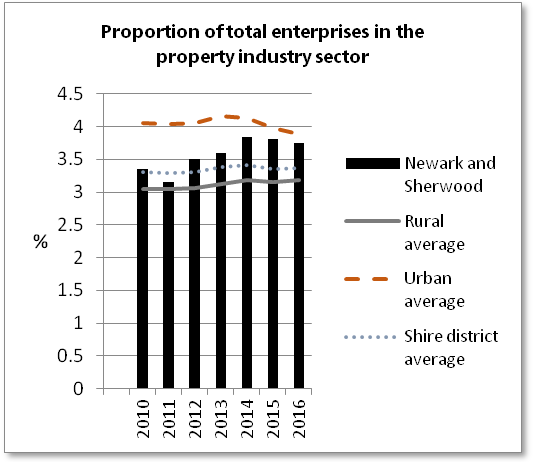 Proportion of total enterprises in the
property industry sector
4.5
4
3.5
3
2.5
2
1.5
1
0.5
0
%
2010
2011
2012
2013
2014
2015
2016
Newark and
Sherwood
Rural
average
Urban
average
Shire district
average